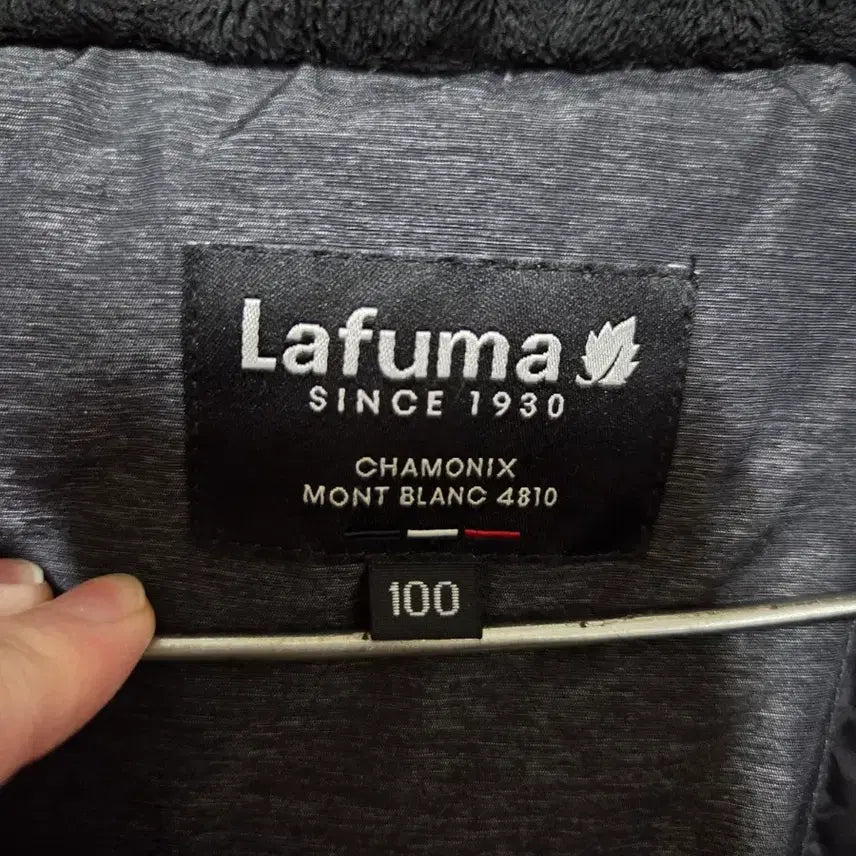 Lafuma
SINCE 1930
CHAMONIX
MONT BLANC 4810
100